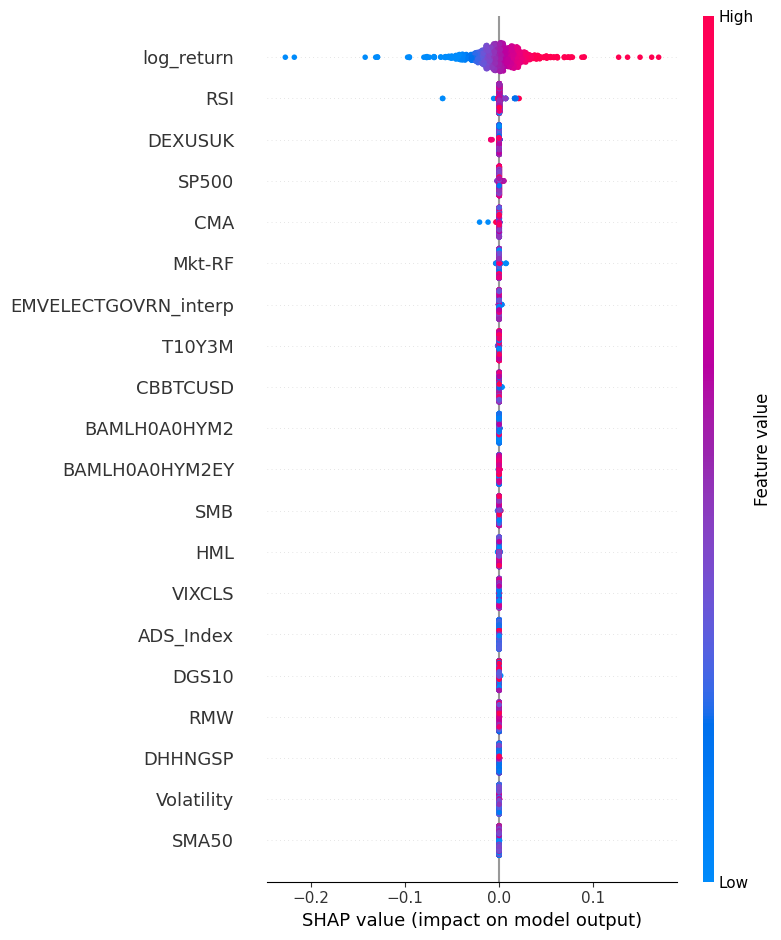 High
log_return
RSI
DEXUSUK
SP500
CMA
Mkt-RF
EMVELECTGOVRN_interp
T10Y3M
CBBTCUSD
BAMLH0A0HYM2
BAMLH0A0HYM2EY
SMB
HML
VIXCLS
ADS_Index
DGS10
RMW
DHHNGSP
Volatility
SMA50
Feature value
Low
−0.2 −0.1 0.0 0.1
SHAP value (impact on model output)